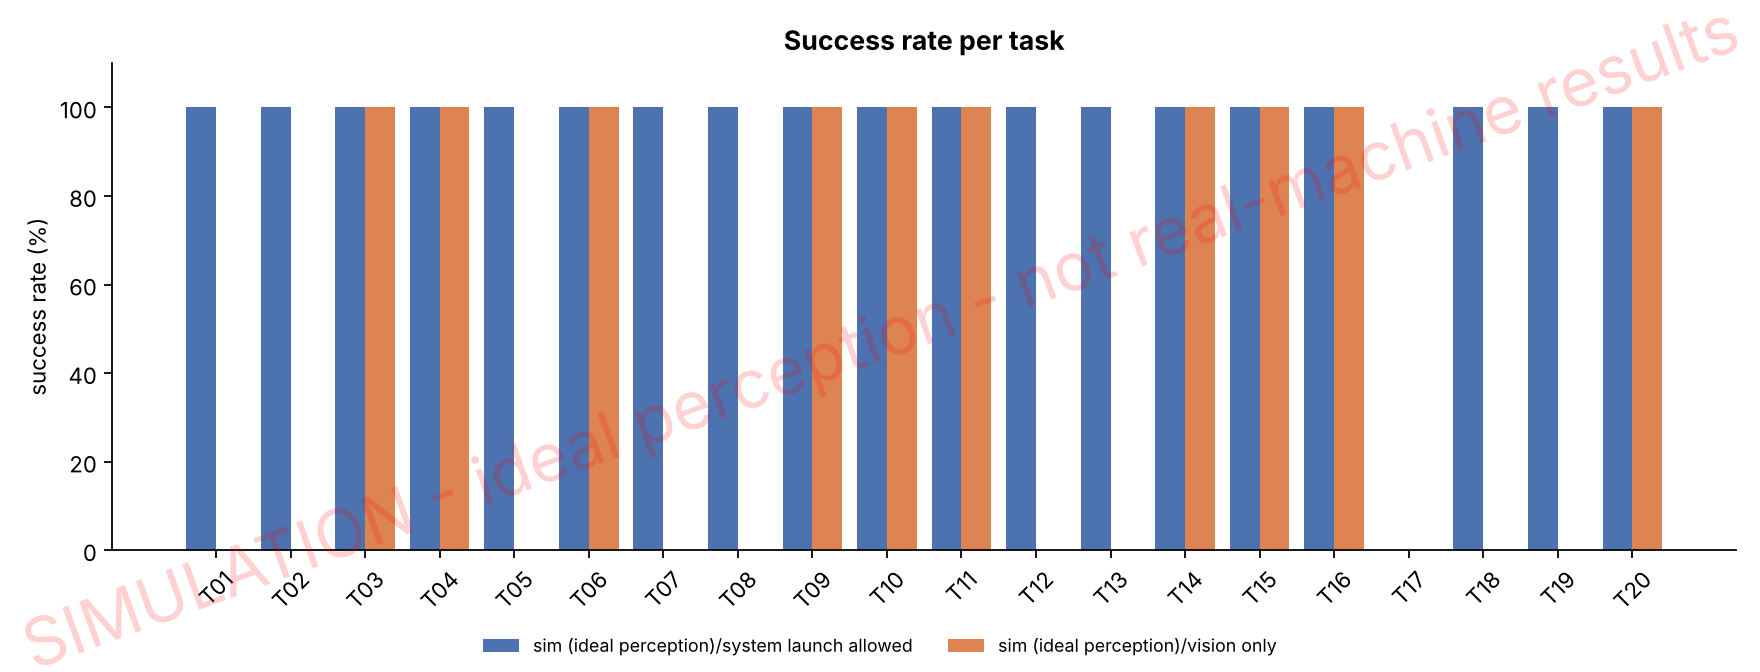 Success rate per task
success rate (%)
100
80
60
40
20
0
T01 T02 T03 T04 T05 T06 T07 T08 T09 T10 T11 T12 T13 T14 T15 T16 T17 T18 T19 T20
sim (ideal perception)/system launch allowed
sim (ideal perception)/vision only
SIMULATION - ideal perception - not real-machine results